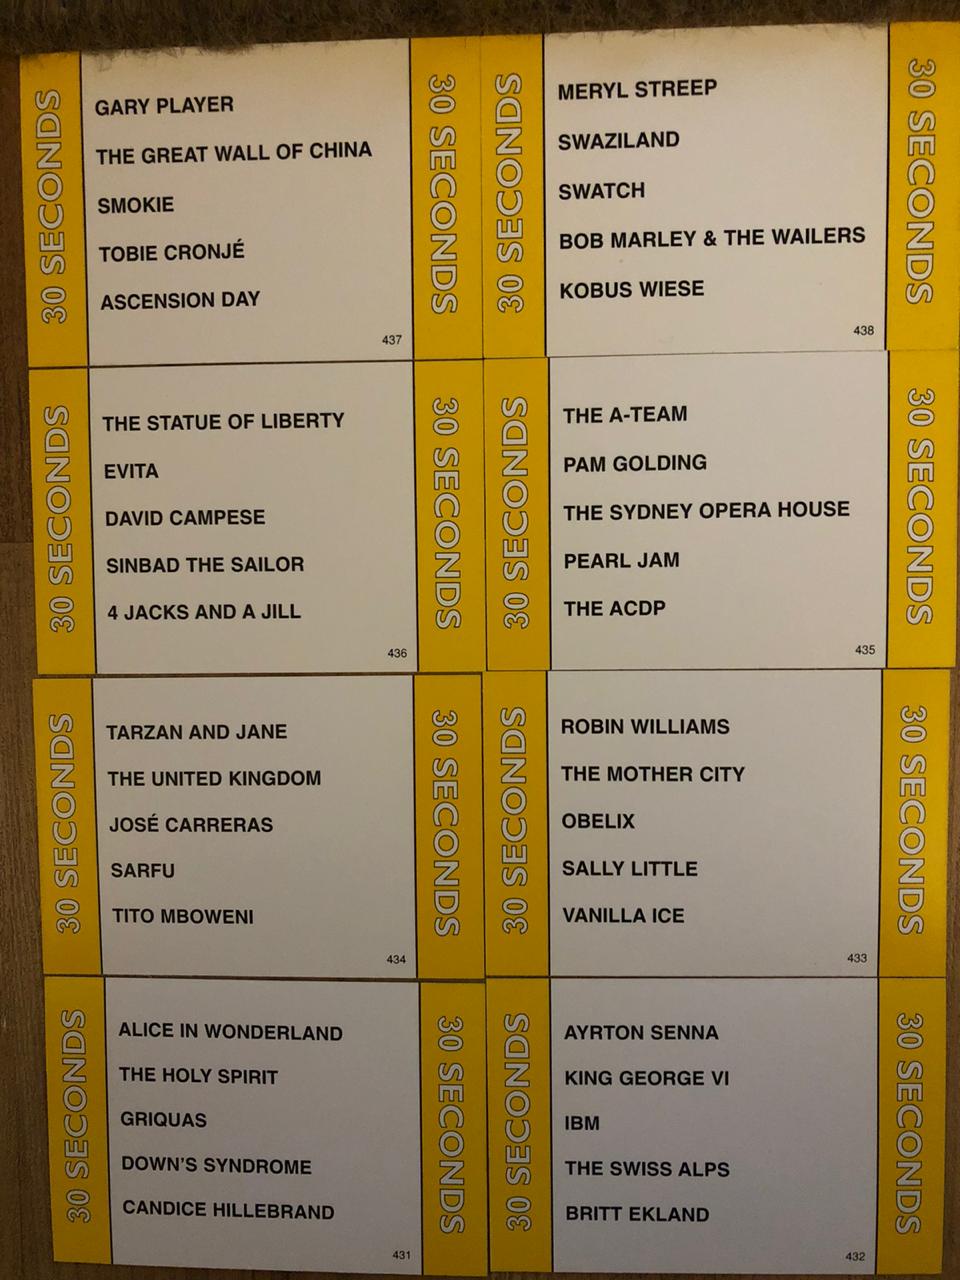 30 SECONDS
GARY PLAYER
THE GREAT WALL OF CHINA
SMOKIE
TOBIE CRONJÉ
ASCENSION DAY
437
30 SECONDS
30 SECONDS
MERYL STREEP
SWAZILAND
SWATCH
BOB MARLEY & THE WAILERS
KOBUS WIESE
438
30 SECONDS
30 SECONDS
THE STATUE OF LIBERTY
EVITA
DAVID CAMPESE
SINBAD THE SAILOR
4 JACKS AND A JILL
436
30 SECONDS
30 SECONDS
THE A-TEAM
PAM GOLDING
THE SYDNEY OPERA HOUSE
PEARL JAM
THE ACDP
435
30 SECONDS
30 SECONDS
TARZAN AND JANE
THE UNITED KINGDOM
JOSÉ CARRERAS
SARFU
TITO MBOWENI
434
30 SECONDS
30 SECONDS
ROBIN WILLIAMS
THE MOTHER CITY
OBELIX
SALLY LITTLE
VANILLA ICE
433
30 SECONDS
30 SECONDS
ALICE IN WONDERLAND
THE HOLY SPIRIT
GRIQUAS
DOWN'S SYNDROME
CANDICE HILLEBRAND
431
30 SECONDS
30 SECONDS
AYRTON SENNA
KING GEORGE VI
IBM
THE SWISS ALPS
BRITT EKLAND
432
30 SECONDS